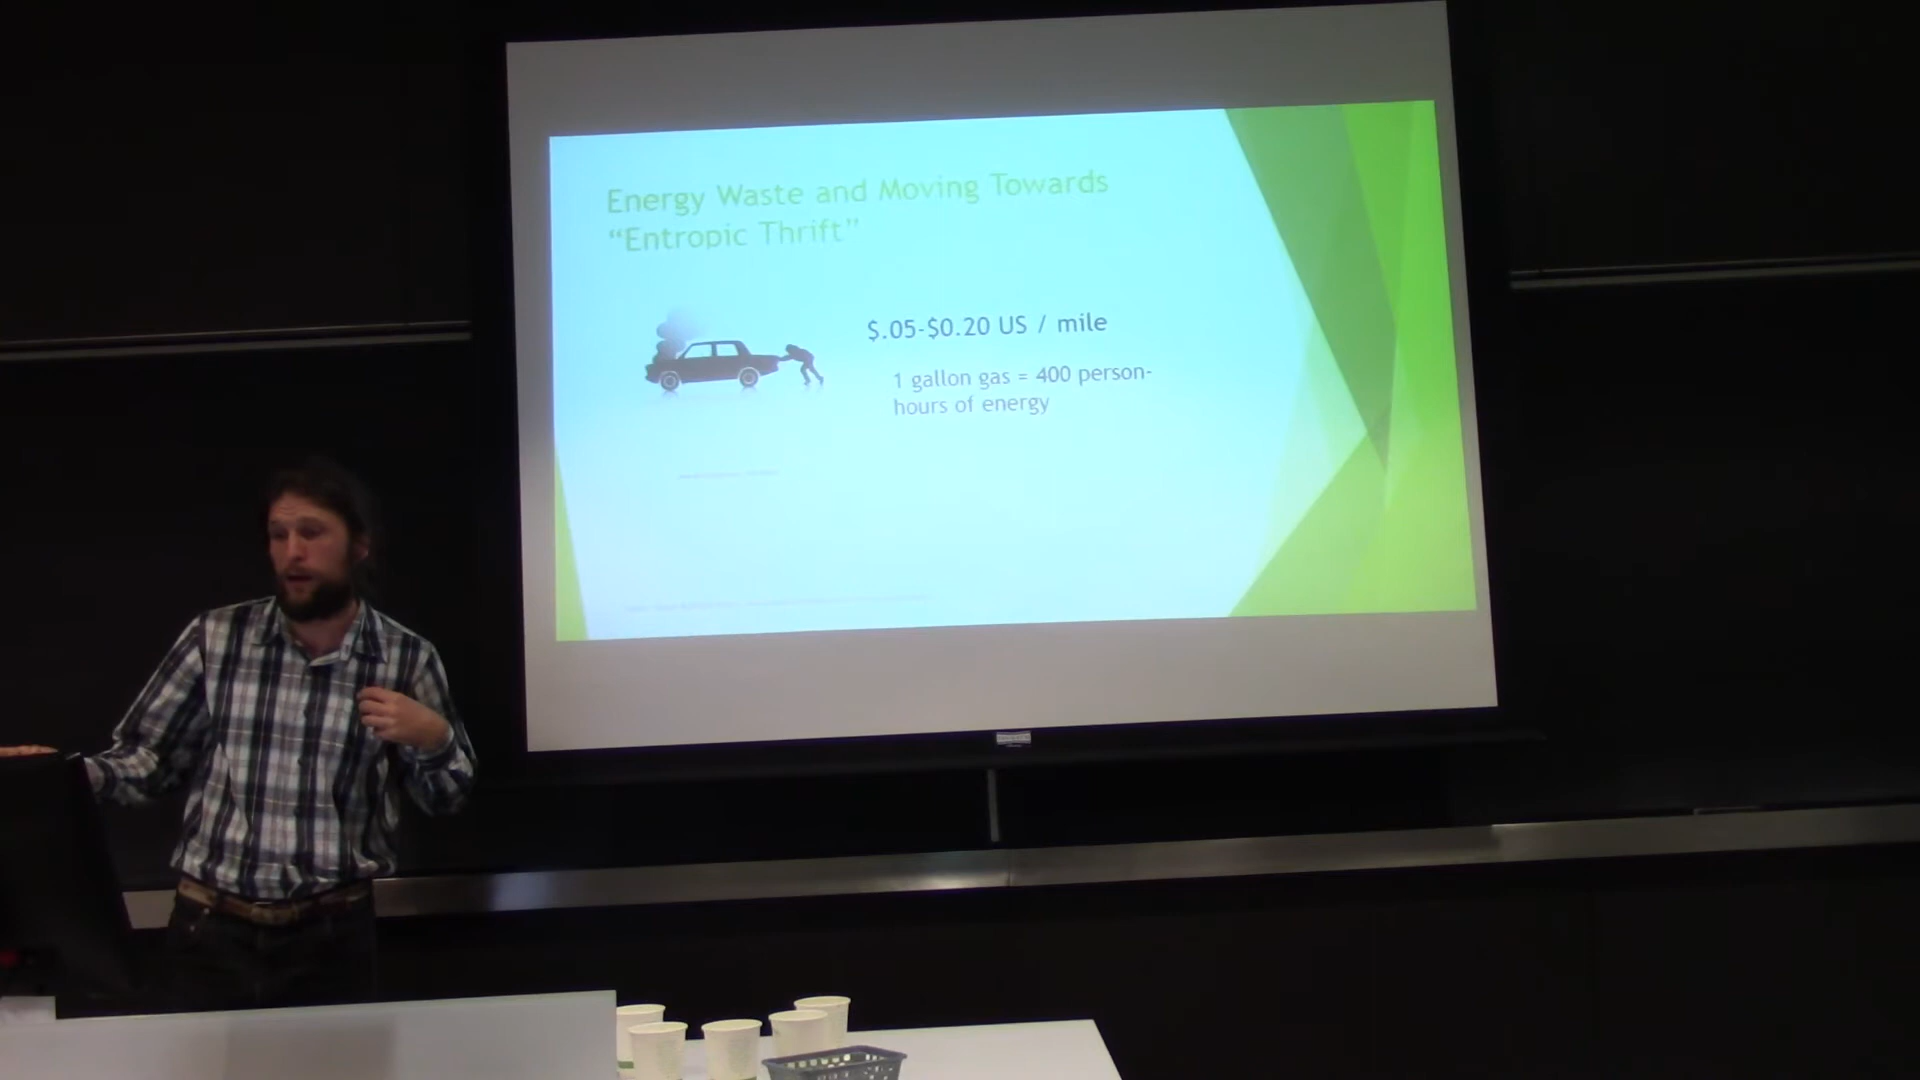 Energy Waste and Moving Towards
“Entropic Thrift”
$.05-$0.20 US / mile
1 gallon gas = 400 person-
hours of energy